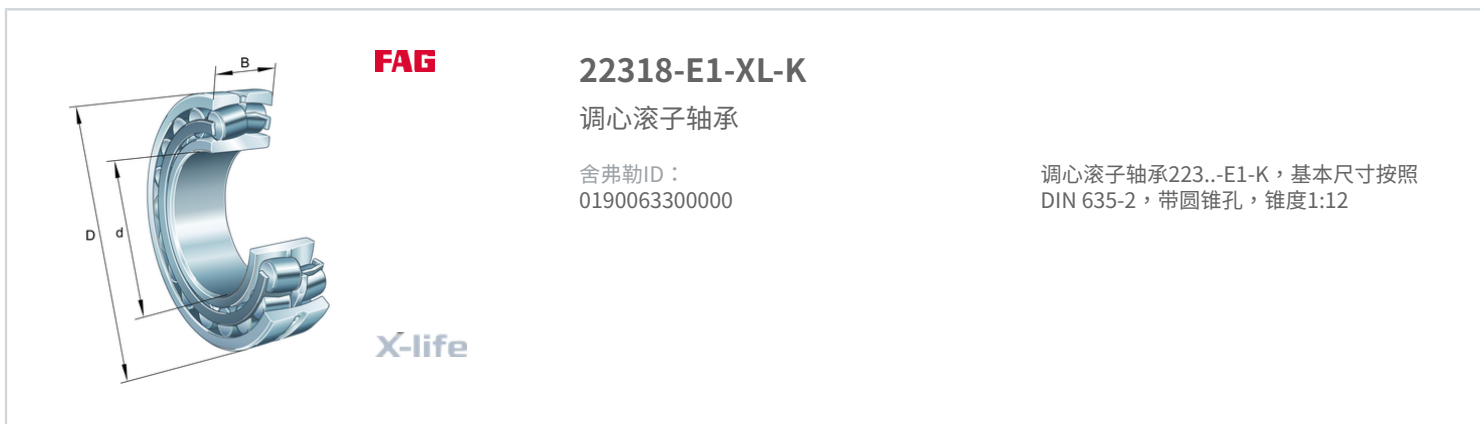 B
D
d
FAG
X-life
22318-E1-XL-K
调心滚子轴承
舍弗勒ID：
0190063300000
调心滚子轴承223..-E1-K，基本尺寸按照
DIN 635-2，带圆锥孔，锥度1:12